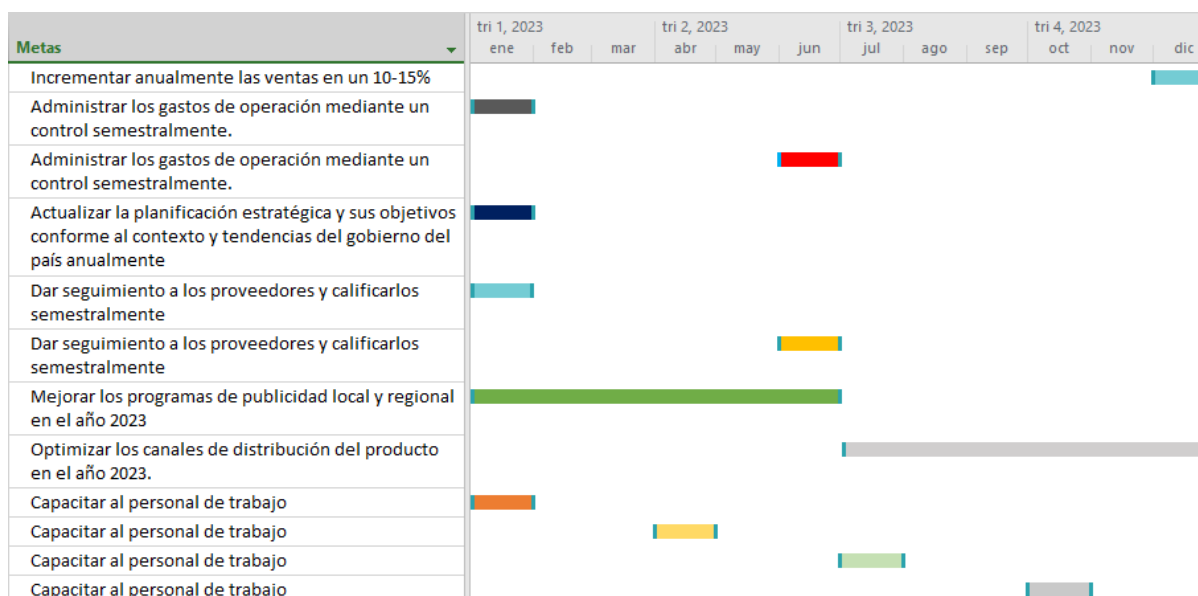 tri 1, 2023 tri 2, 2023 tri 3, 2023 tri 4, 2023
Metas ene feb mar abr may jun jul ago sep oct nov dic
Incrementar anualmente las ventas en un 10-15%
Administrar los gastos de operación mediante un
control semestralmente.
Administrar los gastos de operación mediante un
control semestralmente.
Actualizar la planificación estratégica y sus objetivos
conforme al contexto y tendencias del gobierno del
país anualmente
Dar seguimiento a los proveedores y calificarlos
semestralmente
Dar seguimiento a los proveedores y calificarlos
semestralmente
Mejorar los programas de publicidad local y regional
en el año 2023
Optimizar los canales de distribución del producto
en el año 2023.
Capacitar al personal de trabajo
Capacitar al personal de trabajo
Capacitar al personal de trabajo
Capacitar al personal de trabajo